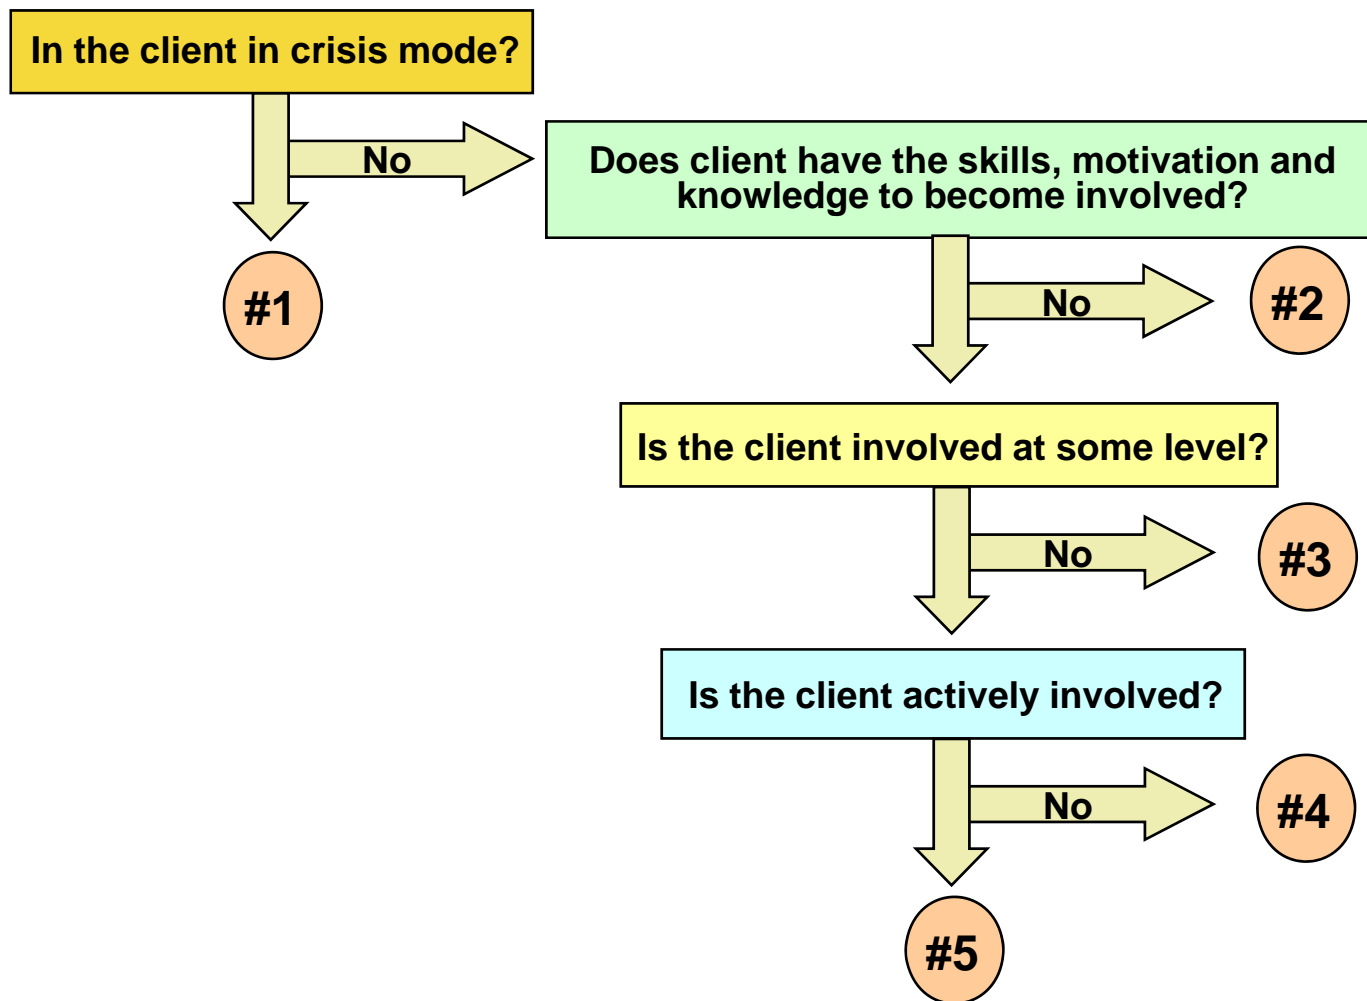 In the client in crisis mode?
No
Does client have the skills, motivation and
knowledge to become involved?
#1
No
#2
Is the client involved at some level?
No
#3
Is the client actively involved?
No
#4
#5